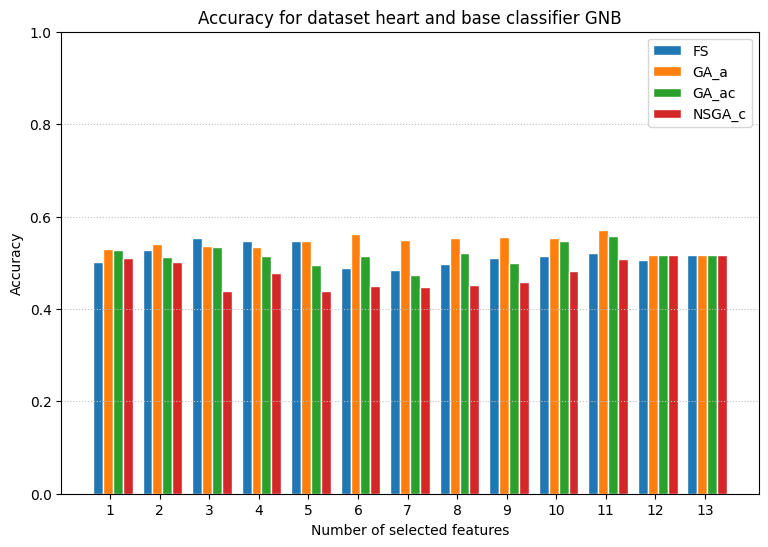 Accuracy for dataset heart and base classifier GNB
FS
GA_a
GA_ac
NSGA_c
Accuracy
1.0
0.8
0.6
0.4
0.2
0.0
1 2 3 4 5 6 7 8 9 10 11 12 13
Number of selected features